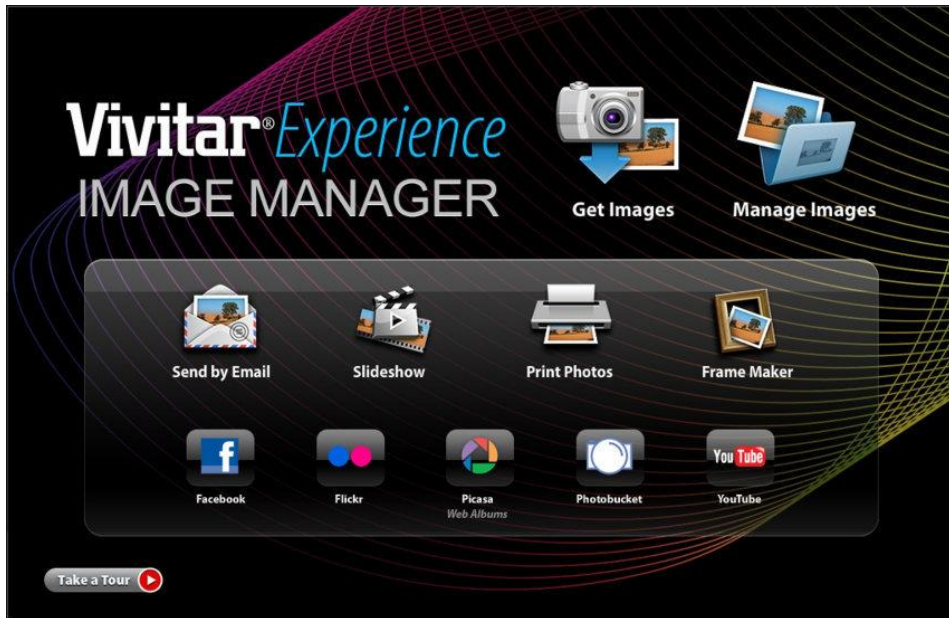 Vivitar® Experience
IMAGE MANAGER
Get Images
Manage Images
Send by Email
Slideshow
Print Photos
Frame Maker
f
You Tube
Facebook
Flickr
Picasa
Web Albums
Photobucket
YouTube
Take a Tour